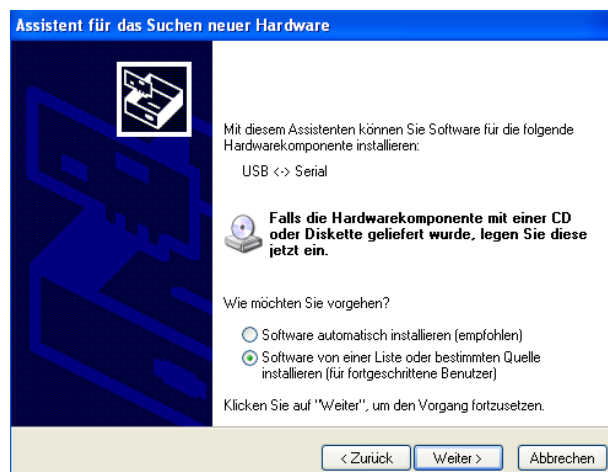 Assistent für das Suchen neuer Hardware
Mit diesem Assistenten können Sie Software für die folgende
Hardwarekomponente installieren:
USB <-> Serial
Falls die Hardwarekomponente mit einer CD
oder Diskette geliefert wurde, legen Sie diese
jetzt ein.
Wie möchten Sie vorgehen?
Software automatisch installieren (empfohlen)
Software von einer Liste oder bestimmten Quelle
installieren (für fortgeschrittene Benutzer)
Klicken Sie auf "Weiter", um den Vorgang fortzusetzen.
< Zurück Weiter > Abbrechen